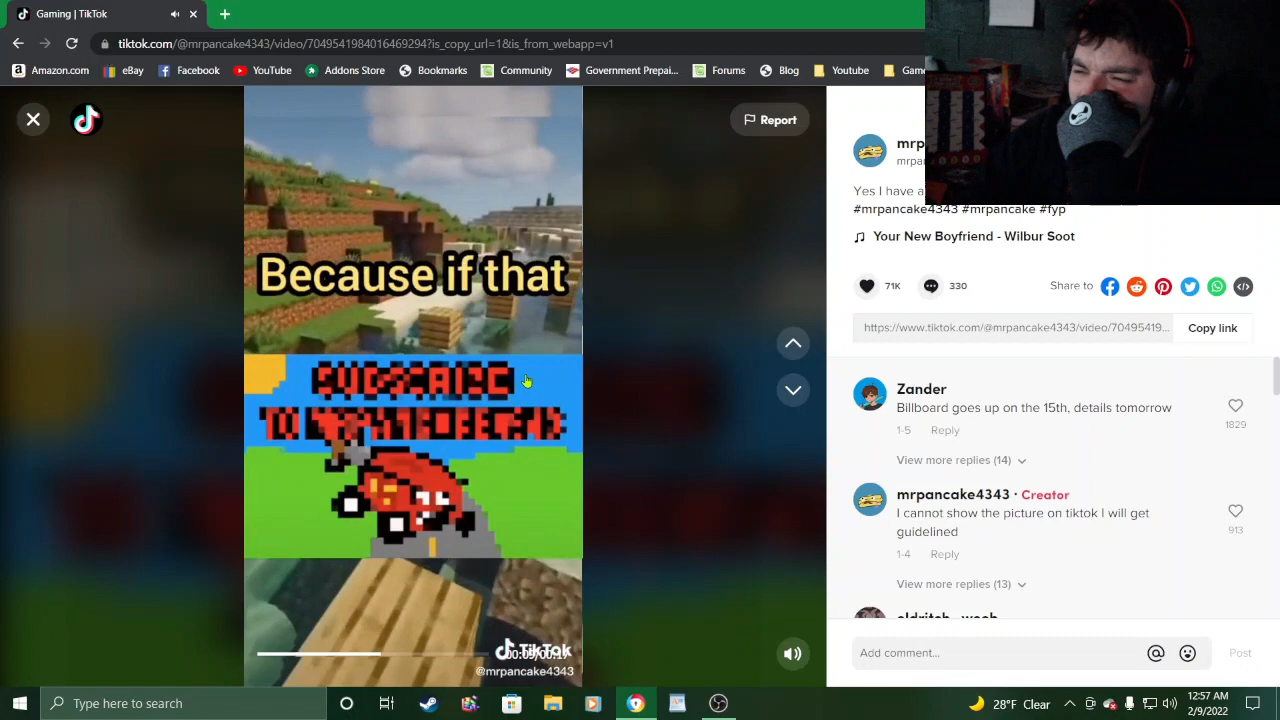 Gaming | TikTok
tiktok.com/@mrpancake4343/video/7049541984016469294?is_copy_url=1&is_from_webapp=v1
Amazon.com eBay Facebook YouTube Addons Store Bookmarks Community Government Prepai... Forums Blog Youtube
Report
mrp
Yes I have a
#mrpancake4343 #mrpancake #fyp
Your New Boyfriend - Wilbur Soot
71K 330 Share to
https://www.tiktok.com/@mrpancake4343/video/70495419... Copy link
Because if that
SUBSCRIBE
TO
Zander
Billboard goes up on the 15th, details tomorrow
1829
1-5 Reply
View more replies (14)
mrpancake4343 · Creator
I cannot show the picture on tiktok I will get
guidelined
913
1-4 Reply
View more replies (13)
TikTok
@mrpancake4343
Add comment... Post
Type here to search
28°F Clear
12:57 AM
2/9/2022